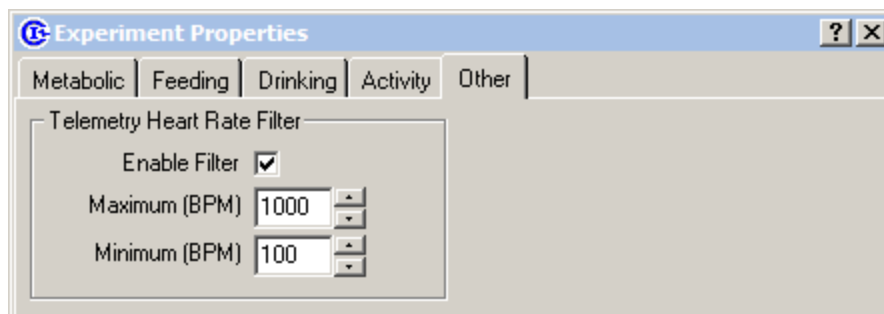 Experiment Properties
Metabolic Feeding Drinking Activity Other
Telemetry Heart Rate Filter
Enable Filter
Maximum (BPM) 1000
Minimum (BPM) 100